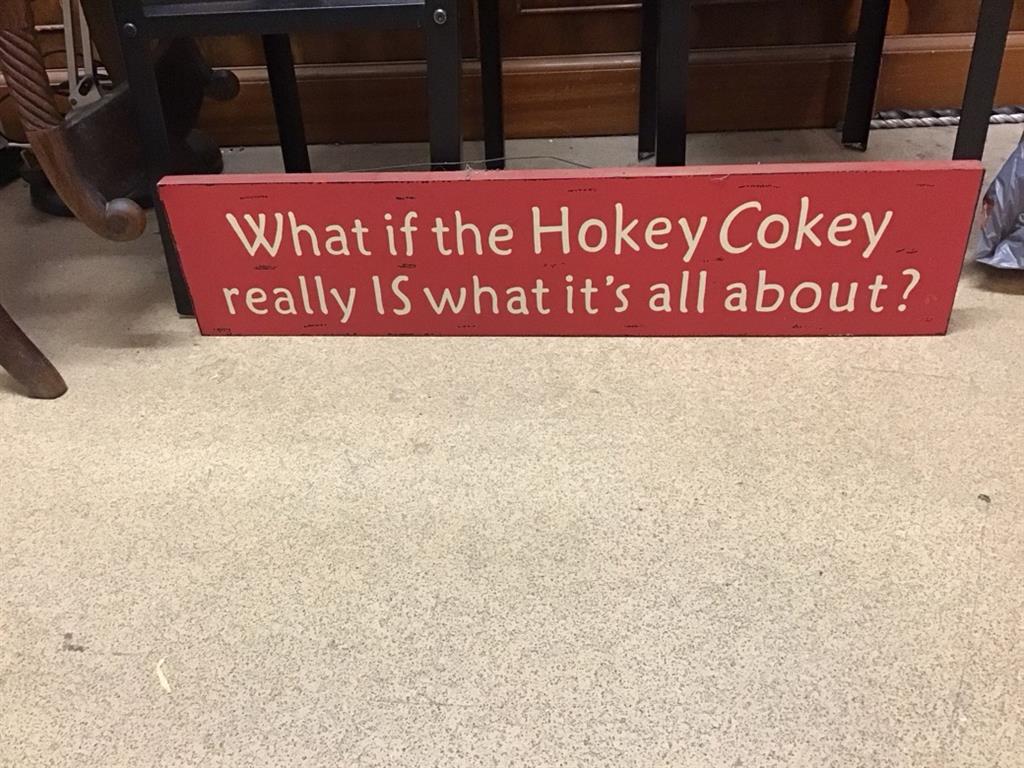 What if the Hokey Cokey
really IS what it's all about?